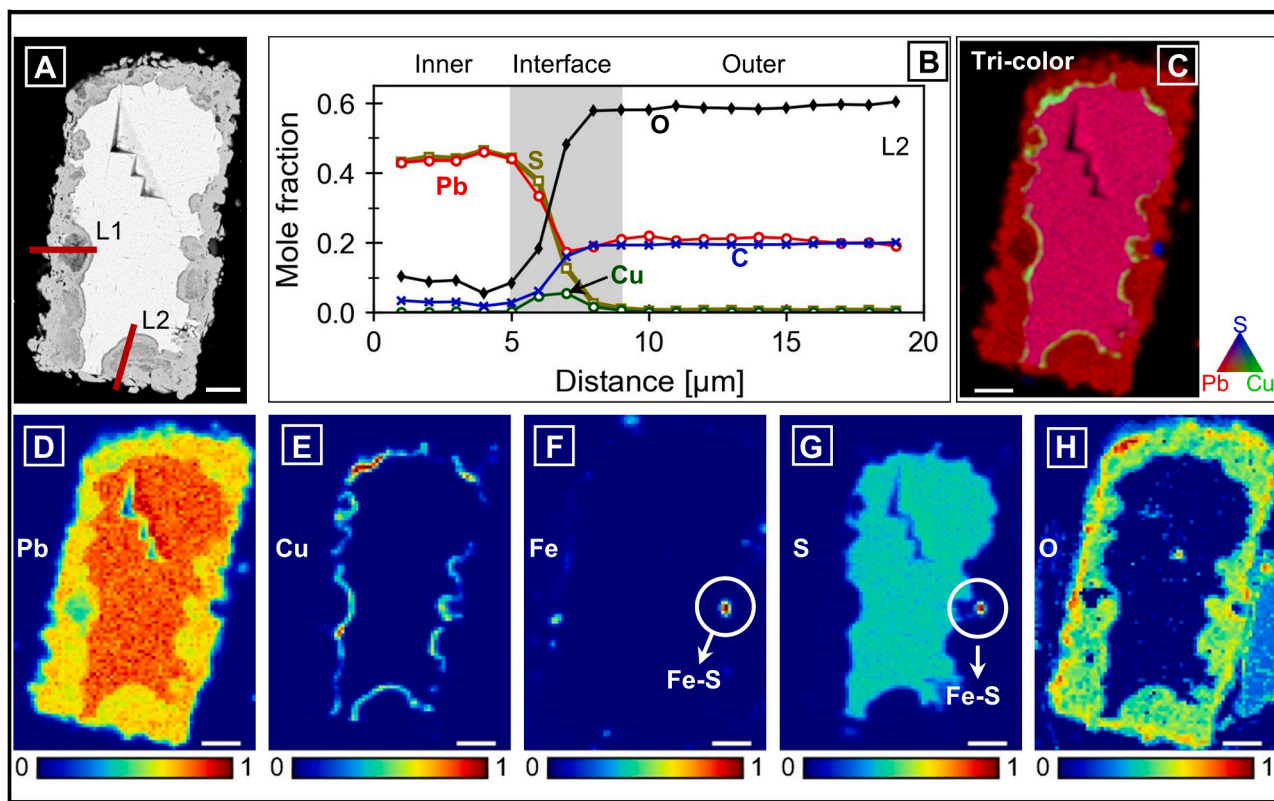 A
L1
L2
Inner Interface Outer
B
Mole fraction
0.6
0.4
0.2
0.0
O
S
Pb
L2
C
Cu
0 5 10 15 20
Distance [µm]
Tri-color
C
S
Pb Cu
D
Pb
0 1
E
Cu
0 1
F
Fe
Fe-S
0 1
G
S
Fe-S
0 1
H
O
0 1